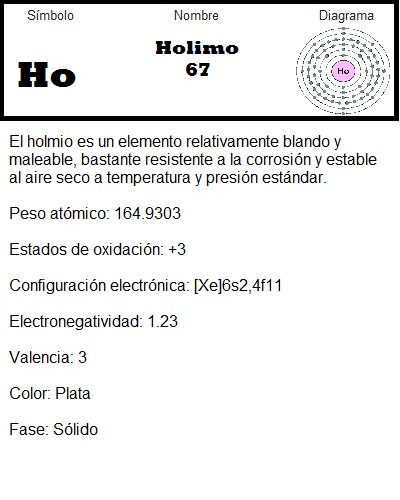 Símbolo Nombre Diagrama
Holimo
Ho 67 Ho
El holmio es un elemento relativamente blando y
maleable, bastante resistente a la corrosión y estable
al aire seco a temperatura y presión estándar.
Peso atómico: 164.9303
Estados de oxidación: +3
Configuración electrónica: [Xe]6s2,4f11
Electronegatividad: 1.23
Valencia: 3
Color: Plata
Fase: Sólido